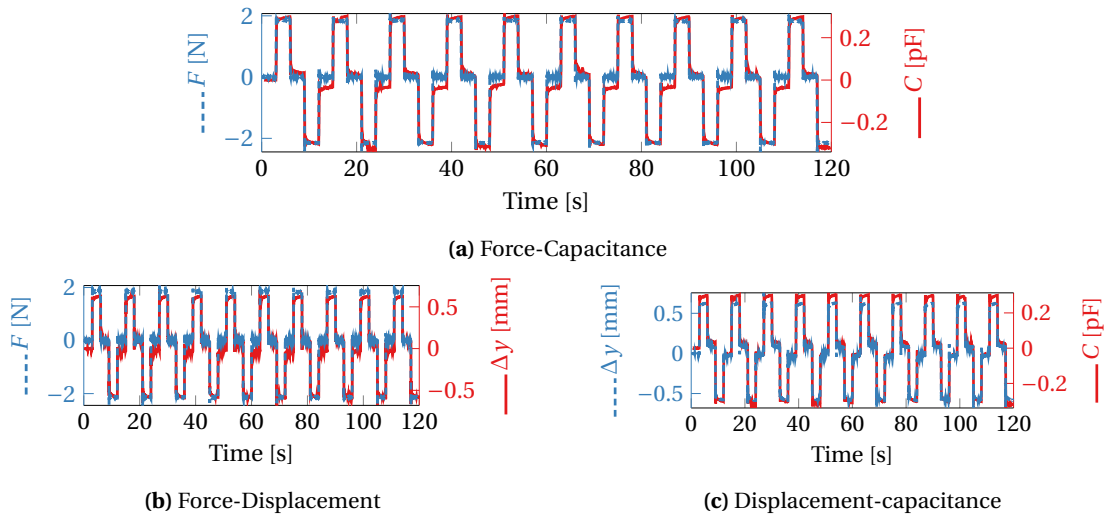 2
0
−2
F [N]
0.2
0
−0.2
C [pF]
0 20 40 60 80 100 120
Time [s]
(a) Force-Capacitance
2
0
−2
F [N]
0.5
0
−0.5
Δy [mm]
0 20 40 60 80 100 120
Time [s]
(b) Force-Displacement
0.5
0
−0.5
Δy [mm]
0.2
0
−0.2
C [pF]
0 20 40 60 80 100 120
Time [s]
(c) Displacement-capacitance